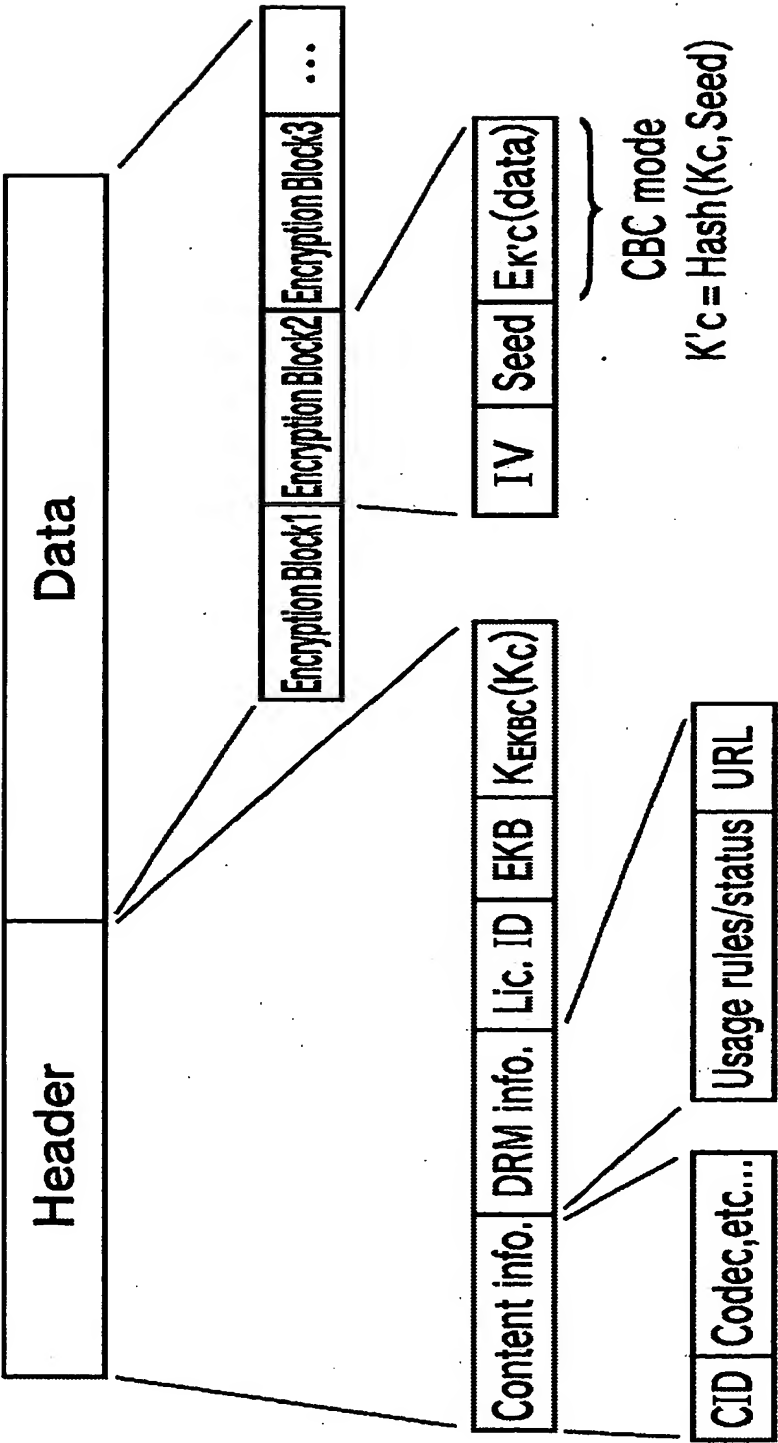 Header Data
Encryption Block1 Encryption Block2 Encryption Block3 ...
Content info. DRM info. Lic. ID EKB KEKBC(Kc)
IV Seed EK'c(data)
CBC mode
K'c=Hash(Kc,Seed)
CID Codec,etc...
Usage rules/status URL